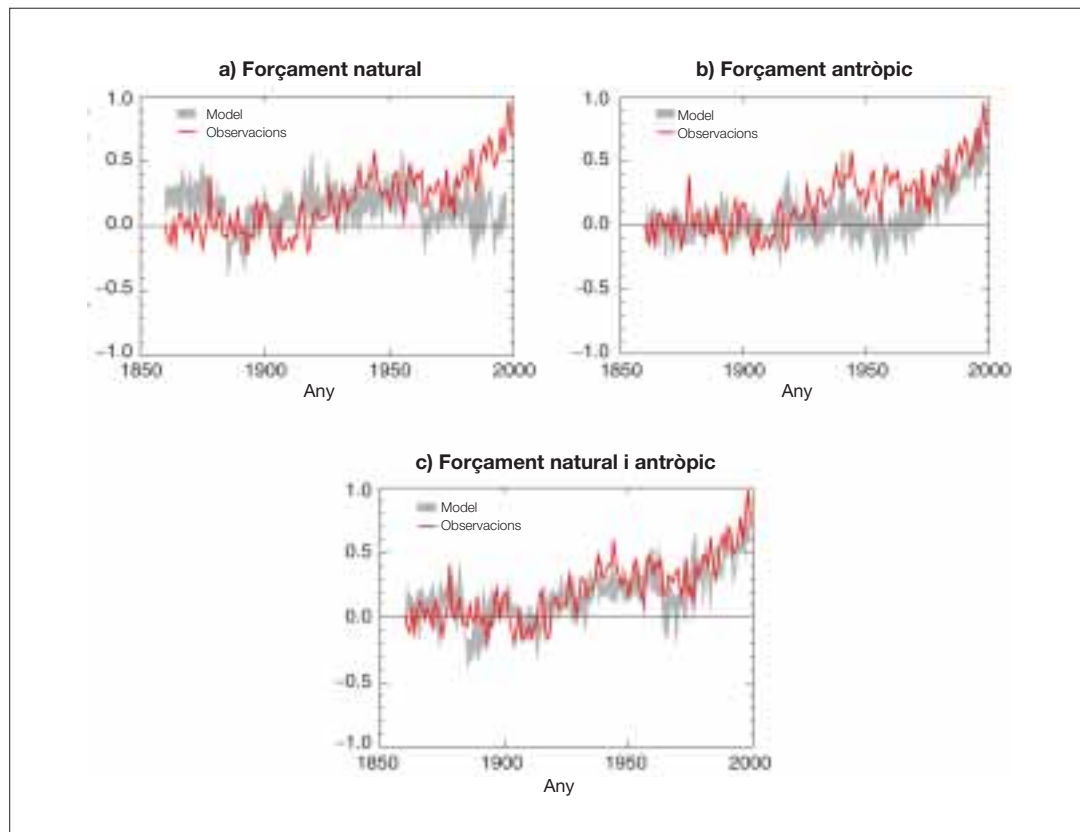 a) Forçament natural
1.0
Model
Observacions
0.5
0.0
−0.5
−1.0
1850 1900 1950 2000
Any
b) Forçament antròpic
1.0
Model
Observacions
0.5
0.0
−0.5
−1.0
1850 1900 1950 2000
Any
c) Forçament natural i antròpic
1.0
Model
Observacions
0.5
0.0
−0.5
−1.0
1850 1900 1950 2000
Any